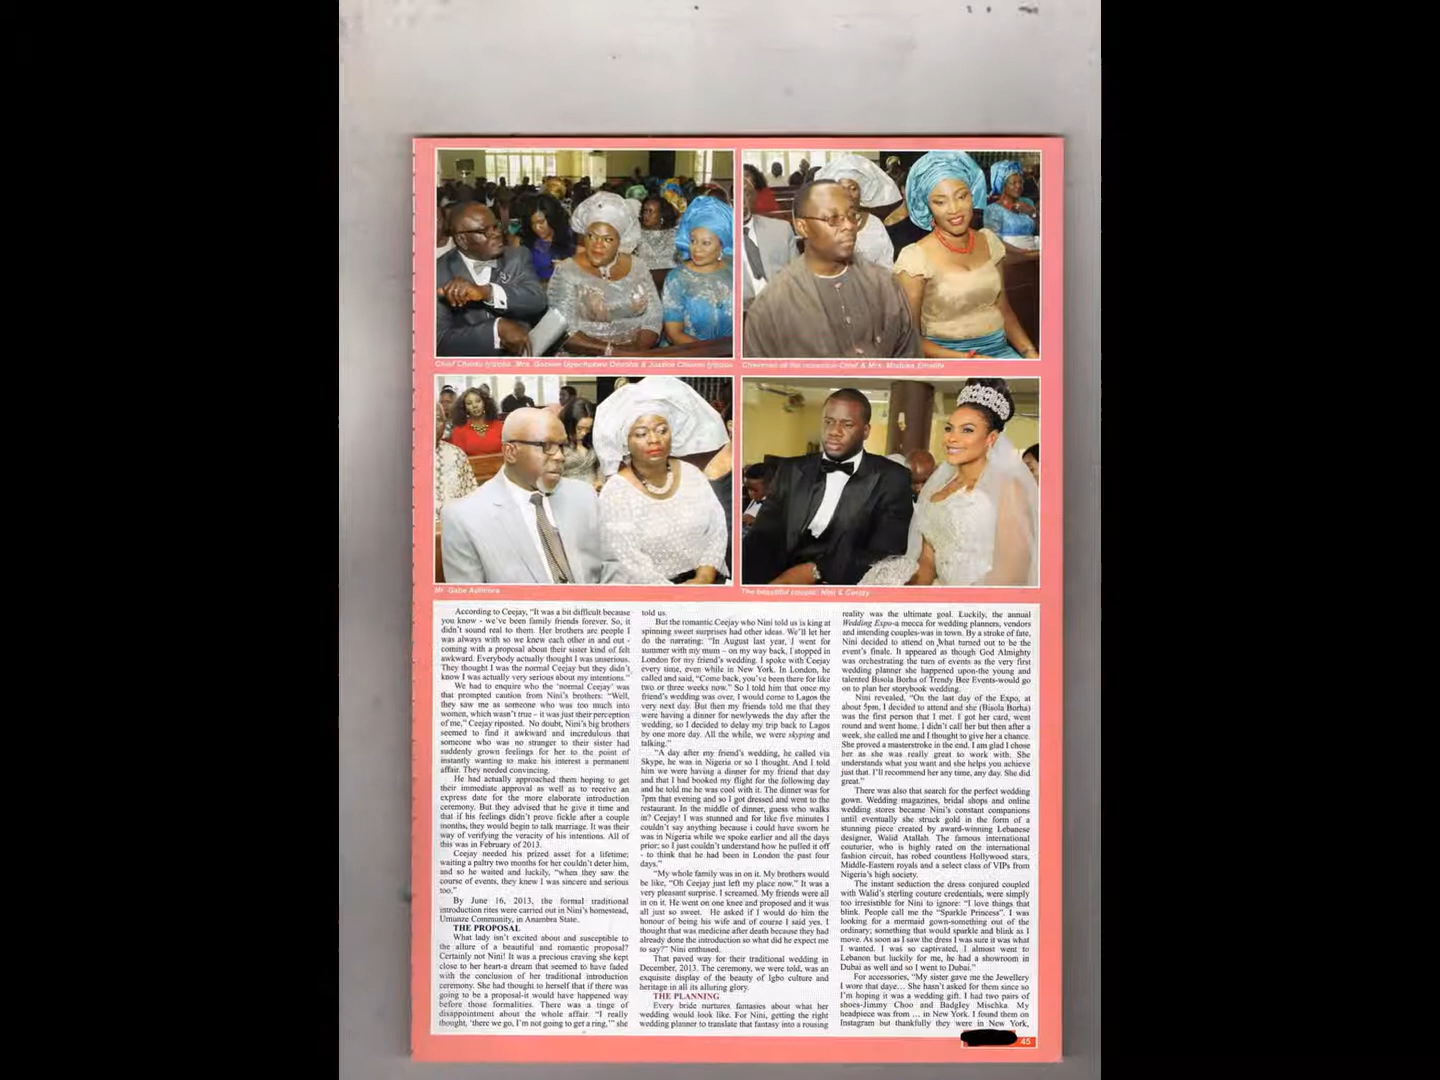 Chief Chelu Iyizoba, Mrs. Gozwin Ugochukwu Onwuka & Justice Chizoba Iyizoba
Chairman of the reception Chief & Mrs.
Mr. Gabe
The beautiful couple: Nini & Ceejay
According to Ceejay, “It was a bit difficult because
you know - we’ve been family friends forever. So, it
didn’t sound real to them. Her brothers are people I
was always with so we knew each other in and out -
coming with a proposal about their sister kind of felt
awkward. Everybody actually thought I was unserious.
They thought I was the normal Ceejay but they didn’t
know I was actually very serious about my intentions.”
We had to enquire who the ‘normal Ceejay’ was
that prompted caution from Nini’s brothers: “Well,
they saw me as someone who was too much into
women, which wasn’t true – it was just their perception
of me,” Ceejay riposted. No doubt, Nini’s big brothers
seemed to find it awkward and incredulous that
someone who was no stranger to their sister had
suddenly grown feelings for her to the point of
instantly wanting to make his interest a permanent
affair. They needed convincing.
He had actually approached them hoping to get
their immediate approval as well as to receive an
express date for the more elaborate introduction
ceremony. But they advised that he give it time and
that if his feelings didn’t prove fickle after a couple
months, they would begin to talk marriage. It was their
way of verifying the veracity of his intentions. All of
this was in February of 2013.
Ceejay needed his prized asset for a lifetime;
waiting a paltry two months for her couldn’t deter him,
and so he waited and luckily, “when they saw the
course of events, they knew I was sincere and serious
too.”
By June 16, 2013, the formal traditional
introduction rites were carried out in Nini’s homestead,
Umunze Community, in Anambra State.
THE PROPOSAL
What lady isn’t excited about and susceptible to
the allure of a beautiful and romantic proposal?
Certainly not Nini! It was a precious craving she kept
close to her heart-a dream that seemed to have faded
with the conclusion of her traditional introduction
ceremony. She had thought to herself that if there was
going to be a proposal-it would have happened way
before those formalities. There was a tinge of
disappointment about the whole affair. “I really
thought, ‘there we go, I’m not going to get a ring,’” she
told us.
But the romantic Ceejay who Nini told us is king at
spinning sweet surprises had other ideas. We’ll let her
do the narrating: “In August last year, I went for
summer with my mum – on my way back, I stopped in
London for my friend’s wedding. I spoke with Ceejay
every time, even while in New York. In London, he
called and said, “Come back, you’ve been there for like
two or three weeks now.” So I told him that once my
friend’s wedding was over, I would come to Lagos the
very next day. But then my friends told me that they
were having a dinner for newlyweds the day after the
wedding, so I decided to delay my trip back to Lagos
by one more day. All the while, we were skyping and
talking.”
“A day after my friend’s wedding, he called via
Skype, he was in Nigeria or so I thought. And I told
him we were having a dinner for my friend that day
and that I had booked my flight for the following day
and he told me he was cool with it. The dinner was for
7pm that evening and so I got dressed and went to the
restaurant. In the middle of dinner, guess who walks
in? Ceejay! I was stunned and for like five minutes I
couldn’t say anything because i could have sworn he
was in Nigeria while we spoke earlier and all the days
prior; so I just couldn’t understand how he pulled it off
- to think that he had been in London the past four
days.”
“My whole family was in on it. My brothers would
be like, “Oh Ceejay just left my place now.” It was a
very pleasant surprise. I screamed. My friends were all
in on it. He went on one knee and proposed and it was
all just so sweet. He asked if I would do him the
honour of being his wife and of course I said yes. I
thought that was medicine after death because they had
already done the introduction so what did he expect me
to say?” Nini enthused.
That paved way for their traditional wedding in
December, 2013. The ceremony, we were told, was an
exquisite display of the beauty of Igbo culture and
heritage in all its alluring glory.
THE PLANNING
Every bride nurtures fantasies about what her
wedding would look like. For Nini, getting the right
wedding planner to translate that fantasy into a rousing
reality was the ultimate goal. Luckily, the annual
Wedding Expo-a mecca for wedding planners, vendors
and intending couples-was in town. By a stroke of fate,
Nini decided to attend on what turned out to be the
event’s finale. It appeared as though God Almighty
was orchestrating the turn of events as the very first
wedding planner she happened upon-the young and
talented Bisola Borha of Trendy Bee Events-would go
on to plan her storybook wedding.
Nini revealed, “On the last day of the Expo, at
about 5pm, I decided to attend and she (Bisola Borha)
was the first person that I met. I got her card, went
round and went home. I didn’t call her but then after a
week, she called me and I thought to give her a chance.
She proved a masterstroke in the end. I am glad I chose
her as she was really great to work with. She
understands what you want and she helps you achieve
just that. I’ll recommend her any time, any day. She did
great.”
There was also that search for the perfect wedding
gown. Wedding magazines, bridal shops and online
wedding stores became Nini’s constant companions
until eventually she struck gold in the form of a
stunning piece created by award-winning Lebanese
designer, Walid Atallah. The famous international
couturier, who is highly rated on the international
fashion circuit, has robed countless Hollywood stars,
Middle-Eastern royals and a select class of VIPs from
Nigeria’s high society.
The instant seduction the dress conjured coupled
with Walid’s sterling couture credentials, were simply
too irresistible for Nini to ignore: “I love things that
blink. People call me the “Sparkle Princess”. I was
looking for a mermaid gown-something out of the
ordinary; something that would sparkle and blink as I
move. As soon as I saw the dress I was sure it was what
I wanted. I was so captivated, I almost went to
Lebanon but luckily for me, he had a showroom in
Dubai as well and so I went to Dubai.”
For accessories, “My sister gave me the Jewellery
I wore that daye… She hasn’t asked for them since so
I’m hoping it was a wedding gift. I had two pairs of
shoes-Jimmy Choo and Badgley Mischka. My
headpiece was from … in New York. I found them on
Instagram but thankfully they were in New York,
45